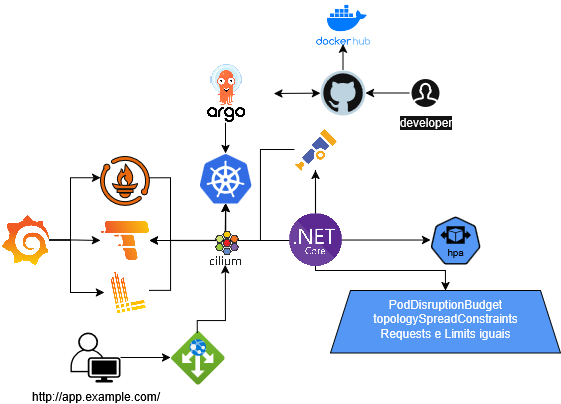 docker hub
argo
developer
.NET
Core
hpa
cilium
PodDisruptionBudget
topologySpreadConstraints
Requests e Limits iguais
http://app.example.com/